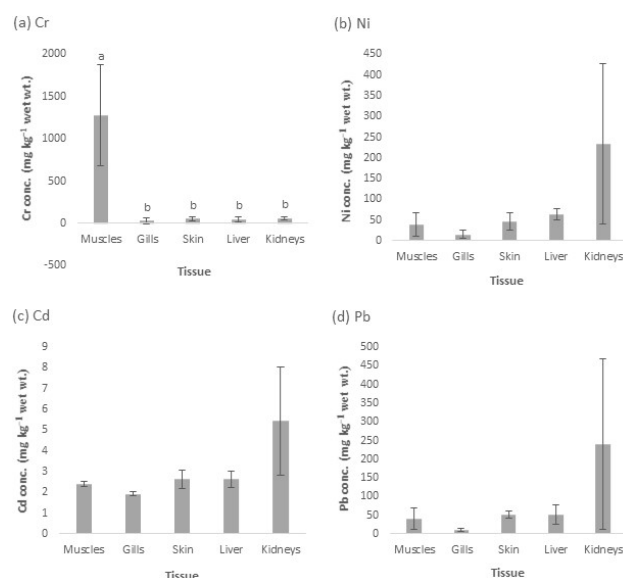 (a) Cr
2000
1500
1000
500
0
-500
Cr conc. (mg kg⁻¹ wet wt.)
a
b
b
b
b
Muscles Gills Skin Liver Kidneys
Tissue
(b) Ni
450
400
350
300
250
200
150
100
50
0
Ni conc. (mg kg⁻¹ wet wt.)
Muscles Gills Skin Liver Kidneys
Tissue
(c) Cd
9
8
7
6
5
4
3
2
1
0
Cd conc. (mg kg⁻¹ wet wt.)
Muscles Gills Skin Liver Kidneys
Tissue
(d) Pb
500
450
400
350
300
250
200
150
100
50
0
Pb conc. (mg kg⁻¹ wet wt.)
Muscles Gills Skin Liver Kidneys
Tissue